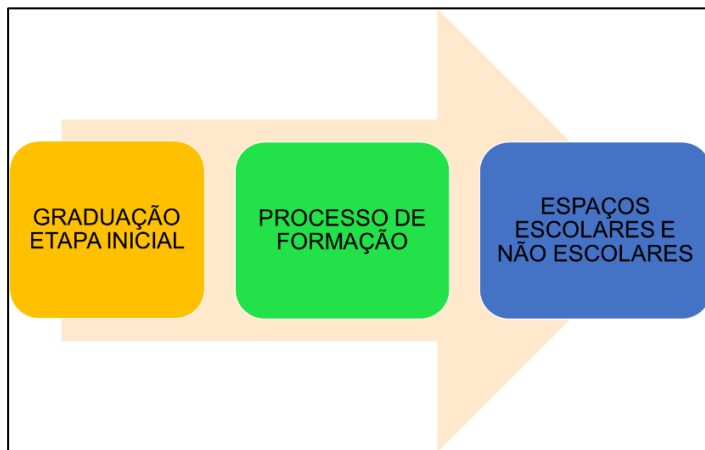 GRADUAÇÃO
ETAPA INICIAL
PROCESSO DE
FORMAÇÃO
ESPAÇOS
ESCOLARES E
NÃO ESCOLARES